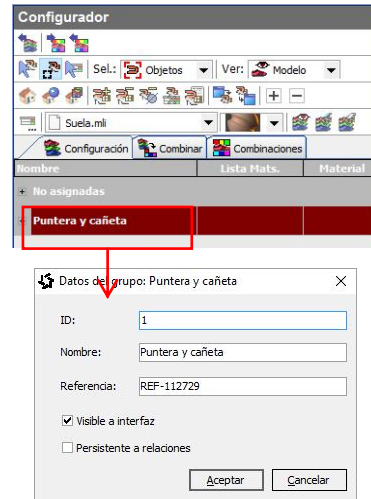 Configurador
Sel.: Objetos Ver: Modelo
Suela.mli
Configuración Combinar Combinaciones
Nombre Lista Mats. Material
No asignadas
Puntera y cañeta
Datos del grupo: Puntera y cañeta
ID: 1
Nombre: Puntera y cañeta
Referencia: REF-112729
Visible a interfaz
Persistente a relaciones
Aceptar Cancelar